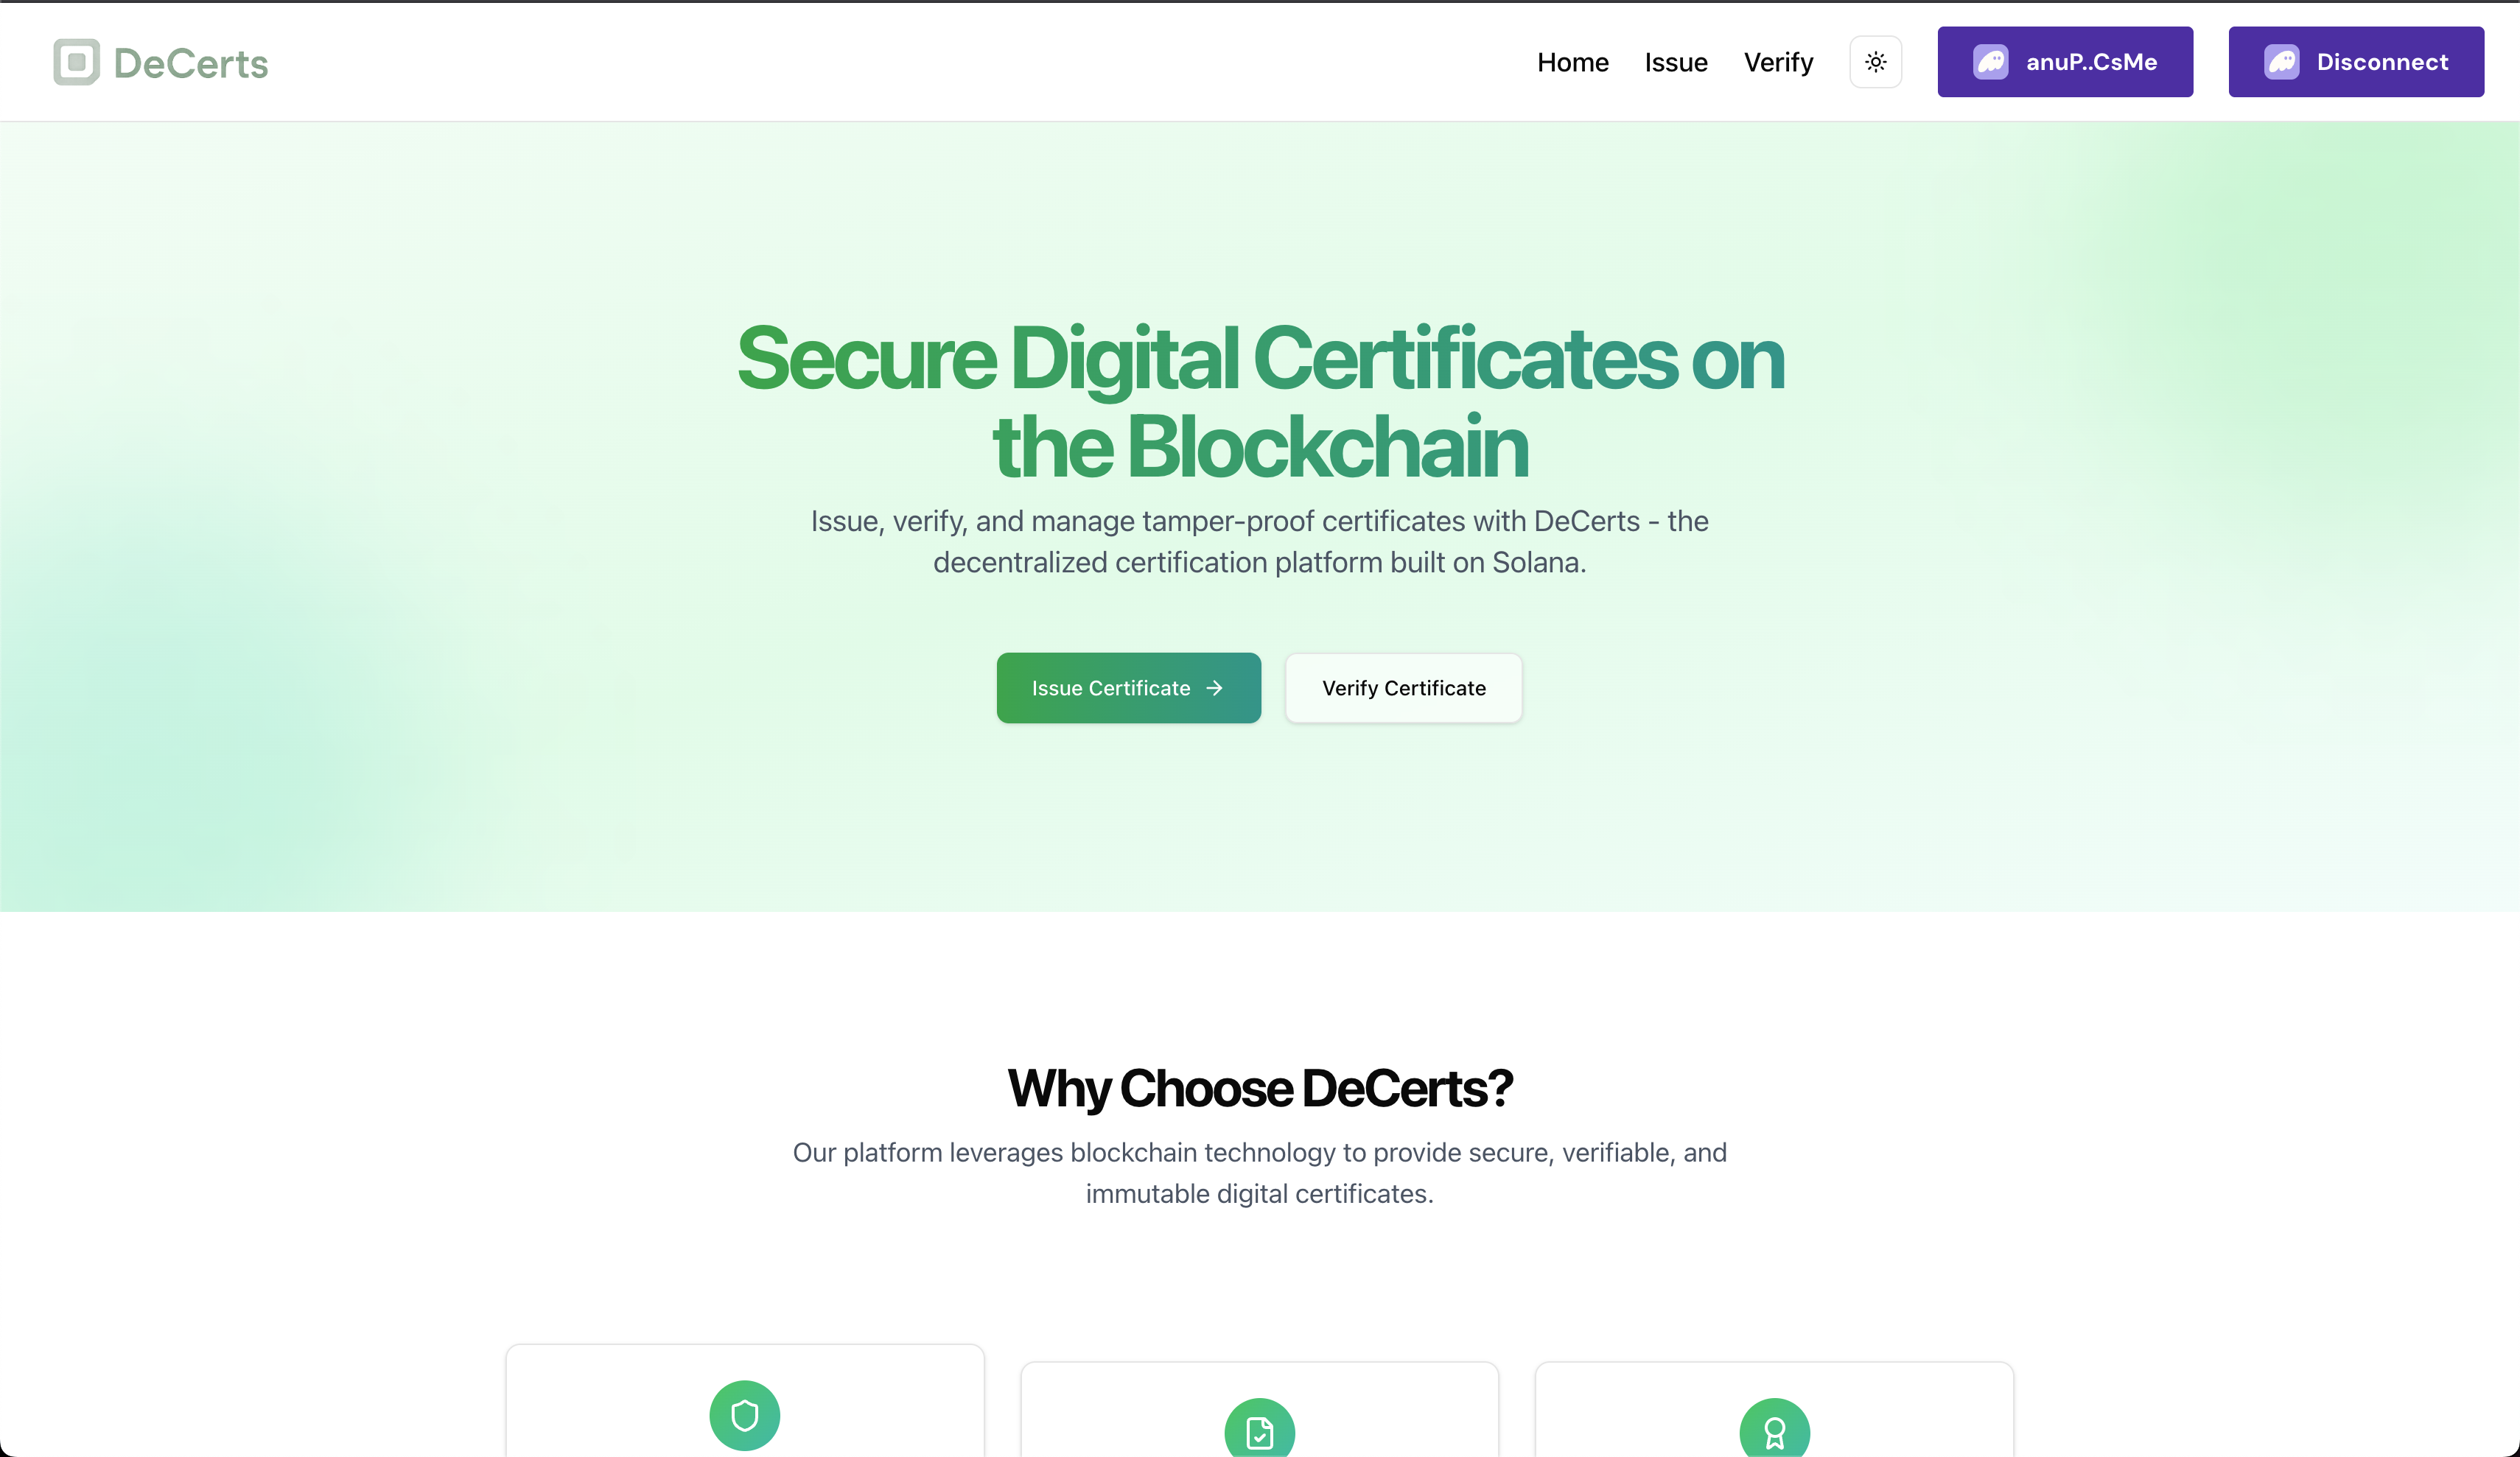 DeCerts
Home
Issue
Verify
anuP..CsMe
Disconnect
Secure Digital Certificates on
the Blockchain
Issue, verify, and manage tamper-proof certificates with DeCerts - the
decentralized certification platform built on Solana.
Issue Certificate
Verify Certificate
Why Choose DeCerts?
Our platform leverages blockchain technology to provide secure, verifiable, and
immutable digital certificates.